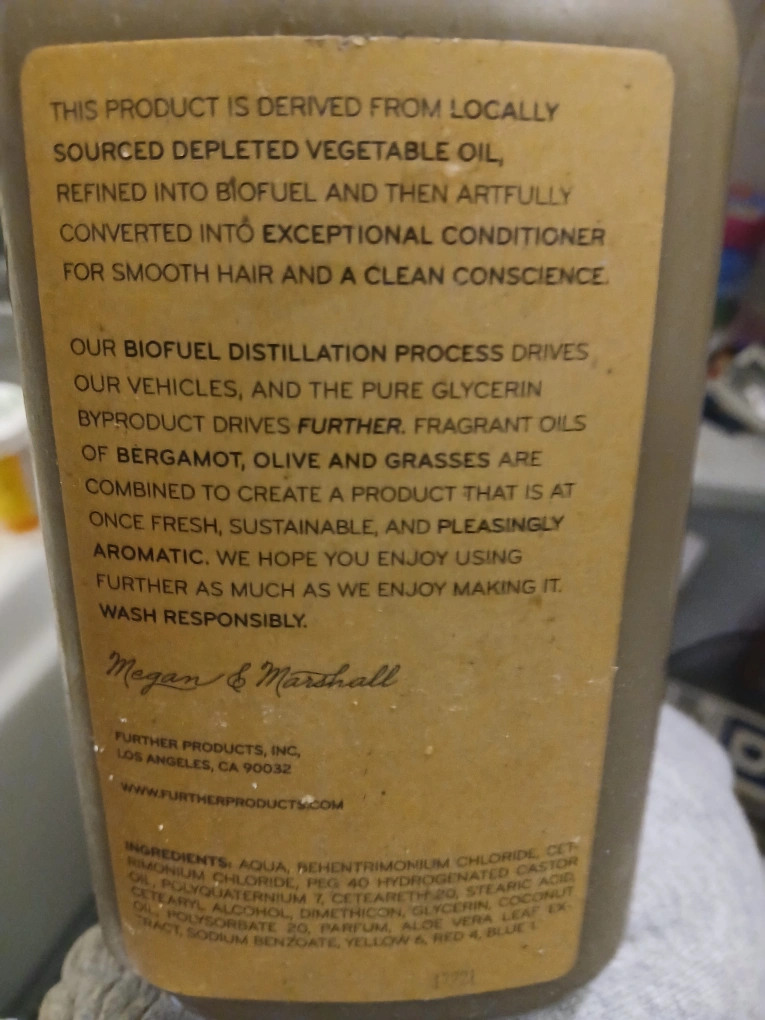 THIS PRODUCT IS DERIVED FROM LOCALLY
SOURCED DEPLETED VEGETABLE OIL,
REFINED INTO BIOFUEL AND THEN ARTFULLY
CONVERTED INTO EXCEPTIONAL CONDITIONER
FOR SMOOTH HAIR AND A CLEAN CONSCIENCE.
OUR BIOFUEL DISTILLATION PROCESS DRIVES
OUR VEHICLES, AND THE PURE GLYCERIN
BYPRODUCT DRIVES FURTHER. FRAGRANT OILS
OF BERGAMOT, OLIVE AND GRASSES ARE
COMBINED TO CREATE A PRODUCT THAT IS AT
ONCE FRESH, SUSTAINABLE, AND PLEASINGLY
AROMATIC. WE HOPE YOU ENJOY USING
FURTHER AS MUCH AS WE ENJOY MAKING IT.
WASH RESPONSIBLY.
Megan & Marshall
FURTHER PRODUCTS, INC,
LOS ANGELES, CA 90032
WWW.FURTHERPRODUCTS.COM
INGREDIENTS: AQUA, BEHENTRIMONIUM CHLORIDE, CET-
RIMONIUM CHLORIDE, PEG 40 HYDROGENATED CASTOR
OIL, POLYQUATERNIUM 7, CETEARETH-20, STEARIC ACID,
CETEARYL ALCOHOL, DIMETHICON, GLYCERIN, COCONUT
OIL, POLYSORBATE 20, PARFUM, ALOE VERA LEAF EX-
TRACT, SODIUM BENZOATE, YELLOW 6, RED 4, BLUE 1